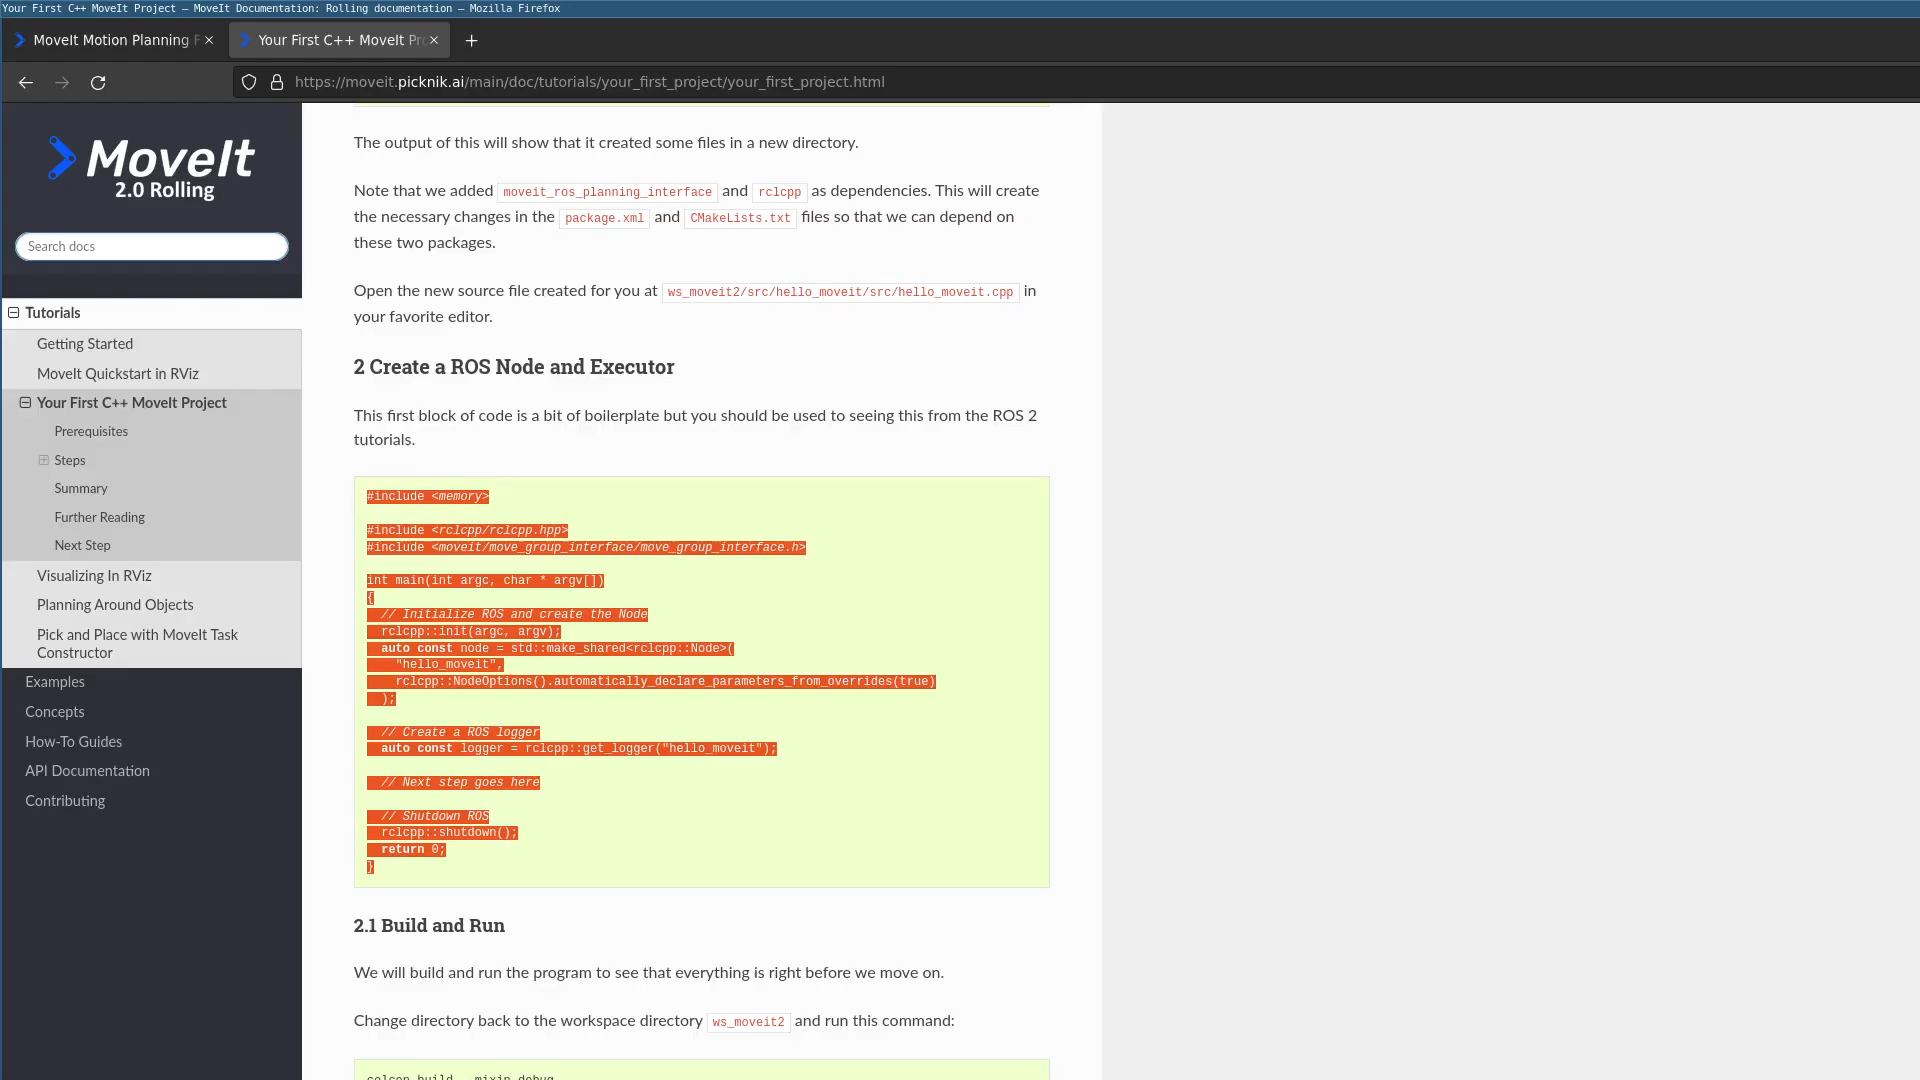 Your First C++ MoveIt Project — MoveIt Documentation: Rolling documentation — Mozilla Firefox
MoveIt Motion Planning F
Your First C++ MoveIt Pro
https://moveit.picknik.ai/main/doc/tutorials/your_first_project/your_first_project.html
MoveIt
2.0 Rolling
Search docs
Tutorials
Getting Started
MoveIt Quickstart in RViz
Your First C++ MoveIt Project
Prerequisites
Steps
Summary
Further Reading
Next Step
Visualizing In RViz
Planning Around Objects
Pick and Place with MoveIt Task
Constructor
Examples
Concepts
How-To Guides
API Documentation
Contributing
The output of this will show that it created some files in a new directory.
Note that we added moveit_ros_planning_interface and rclcpp as dependencies. This will create
the necessary changes in the package.xml and CMakeLists.txt files so that we can depend on
these two packages.
Open the new source file created for you at ws_moveit2/src/hello_moveit/src/hello_moveit.cpp in
your favorite editor.
2 Create a ROS Node and Executor
This first block of code is a bit of boilerplate but you should be used to seeing this from the ROS 2
tutorials.
#include <memory>
#include <rclcpp/rclcpp.hpp>
#include <moveit/move_group_interface/move_group_interface.h>
int main(int argc, char * argv[])
{
// Initialize ROS and create the Node
rclcpp::init(argc, argv);
auto const node = std::make_shared<rclcpp::Node>(
"hello_moveit",
rclcpp::NodeOptions().automatically_declare_parameters_from_overrides(true)
);
// Create a ROS logger
auto const logger = rclcpp::get_logger("hello_moveit");
// Next step goes here
// Shutdown ROS
rclcpp::shutdown();
return 0;
}
2.1 Build and Run
We will build and run the program to see that everything is right before we move on.
Change directory back to the workspace directory ws_moveit2 and run this command:
colcon build --mixin debug